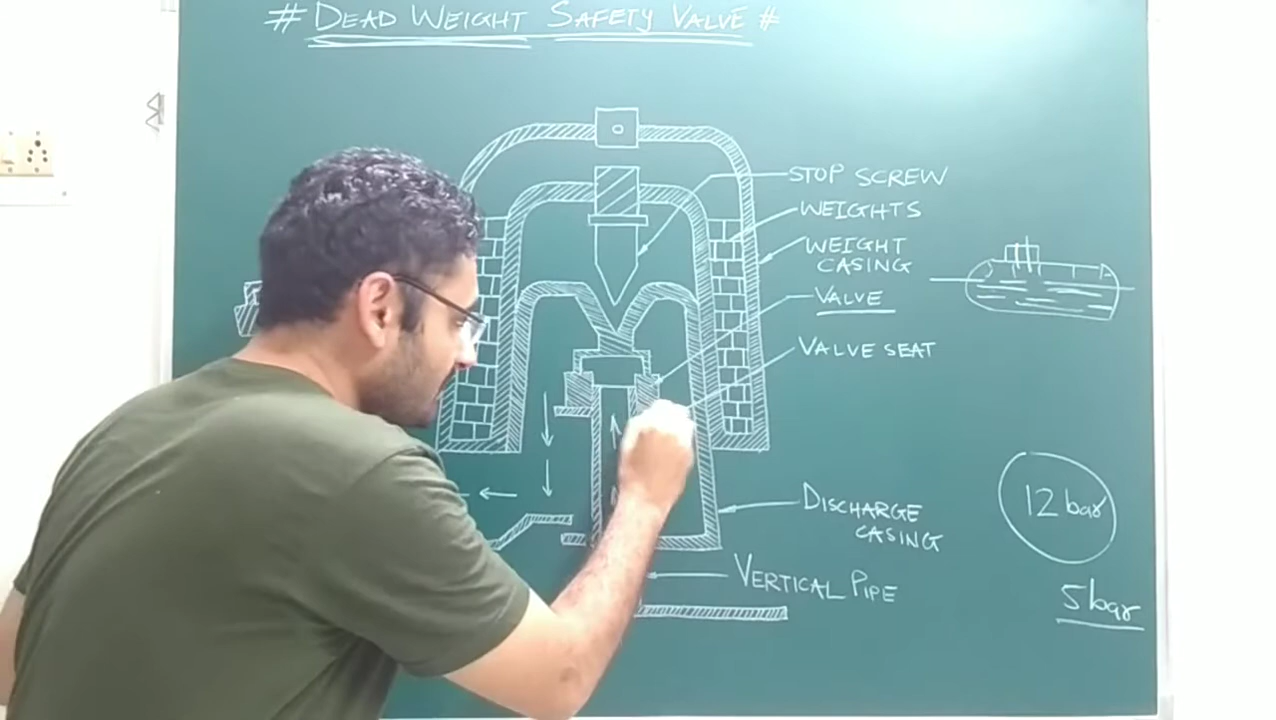 # DEAD WEIGHT SAFETY VALVE #
STOP SCREW
WEIGHTS
WEIGHT
CASING
VALVE
VALVE SEAT
DISCHARGE
CASING
12 bar
VERTICAL PIPE
5 bar